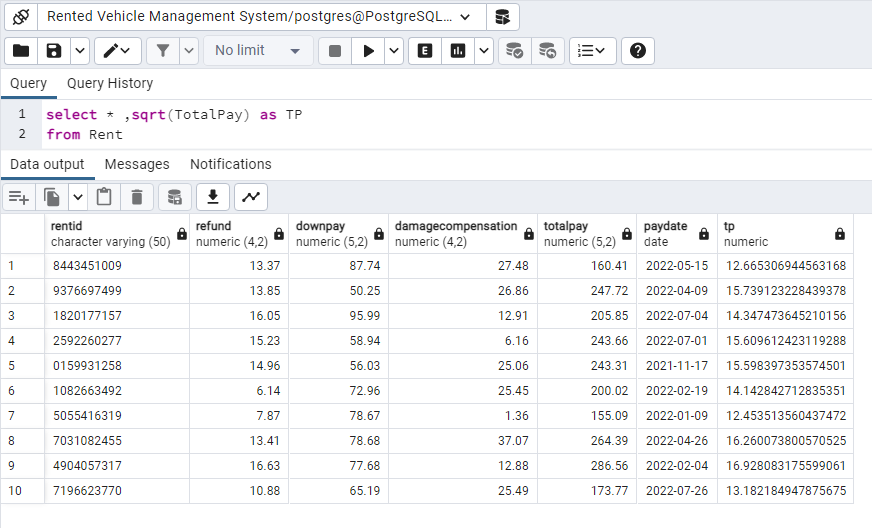 Rented Vehicle Management System/postgres@PostgreSQL...
No limit
E
Query Query History
1 select * ,sqrt(TotalPay) as TP
2 from Rent
Data output Messages Notifications
rentid refund downpay damagecompensation totalpay paydate tp
character varying (50) numeric (4,2) numeric (5,2) numeric (4,2) numeric (5,2) date numeric
1 8443451009 13.37 87.74 27.48 160.41 2022-05-15 12.665306944563168
2 9376697499 13.85 50.25 26.86 247.72 2022-04-09 15.739123228439378
3 1820177157 16.05 95.99 12.91 205.85 2022-07-04 14.347473645210156
4 2592260277 15.23 58.94 6.16 243.66 2022-07-01 15.609612423119288
5 0159931258 14.96 56.03 25.06 243.31 2021-11-17 15.598397353574501
6 1082663492 6.14 72.96 25.45 200.02 2022-02-19 14.142842712835351
7 5055416319 7.87 78.67 1.36 155.09 2022-01-09 12.453513560437472
8 7031082455 13.41 78.68 37.07 264.39 2022-04-26 16.260073800570525
9 4904057317 16.63 77.68 12.88 286.56 2022-02-04 16.928083175599061
10 7196623770 10.88 65.19 25.49 173.77 2022-07-26 13.182184947875675